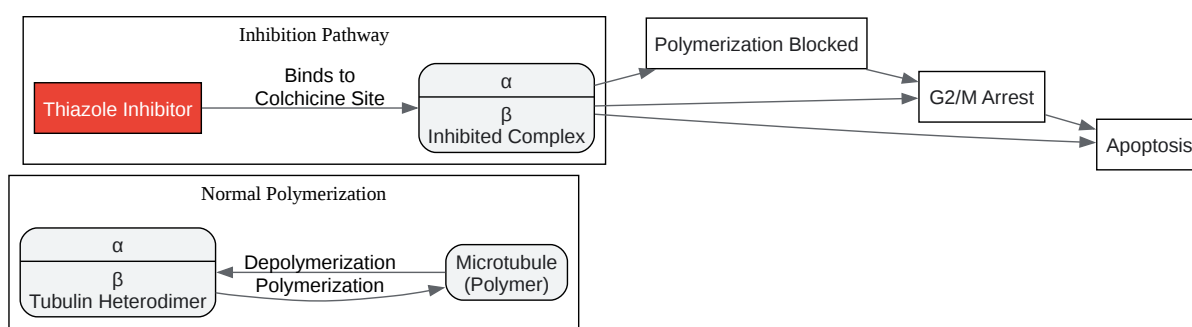 Inhibition Pathway
Thiazole Inhibitor
Binds to
Colchicine Site
α
β
Inhibited Complex
Polymerization Blocked
G2/M Arrest
Apoptosis
Normal Polymerization
α
β
Tubulin Heterodimer
Depolymerization
Polymerization
Microtubule
(Polymer)